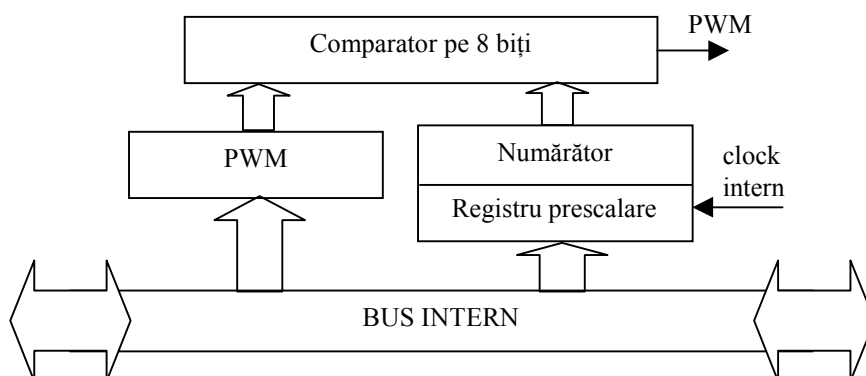 PWM
Comparator pe 8 biți
PWM
Numărător
clock
intern
Registru prescalare
BUS INTERN